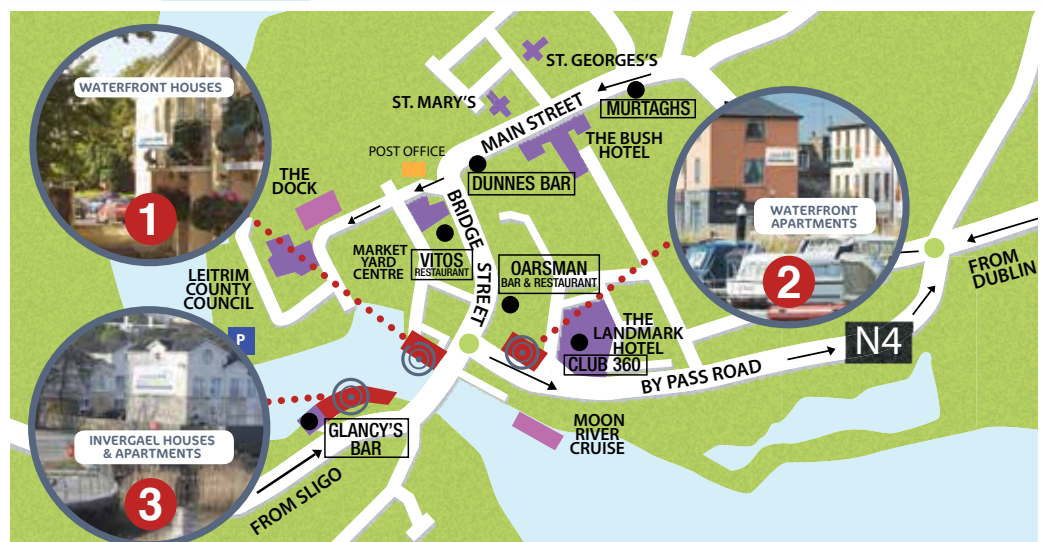 WATERFRONT HOUSES
1
ST. GEORGES'S
ST. MARY'S
MAIN STREET
MURTAGHS
THE BUSH
HOTEL
POST OFFICE
DUNNES BAR
THE
DOCK
BRIDGE STREET
MARKET
YARD
CENTRE
VITOS
RESTAURANT
OARSMAN
BAR & RESTAURANT
WATERFRONT
APARTMENTS
2
FROM
DUBLIN
LEITRIM
COUNTY
COUNCIL
P
THE
LANDMARK
HOTEL
CLUB 360
N4
BY PASS ROAD
MOON
RIVER
CRUISE
GLANCY'S
BAR
INVERGAEL HOUSES
& APARTMENTS
3
FROM SLIGO